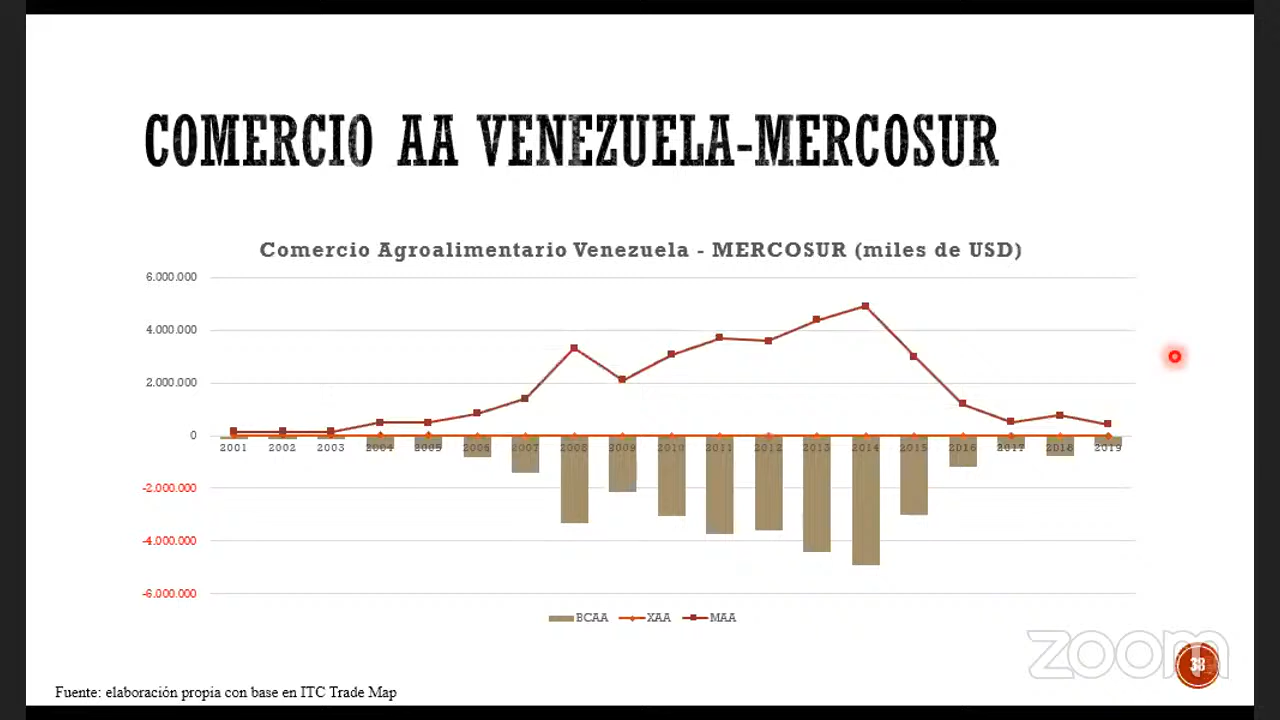 COMERCIO AA VENEZUELA-MERCOSUR
Comercio Agroalimentario Venezuela - MERCOSUR (miles de USD)
6.000.000
4.000.000
2.000.000
0
2001 2002 2003 2004 2005 2006 2007 2008 2009 2010 2011 2012 2013 2014 2015 2016 2017 2018 2019
-2.000.000
-4.000.000
-6.000.000
BCAA XAA MAA
zoom
38
Fuente: elaboración propia con base en ITC Trade Map